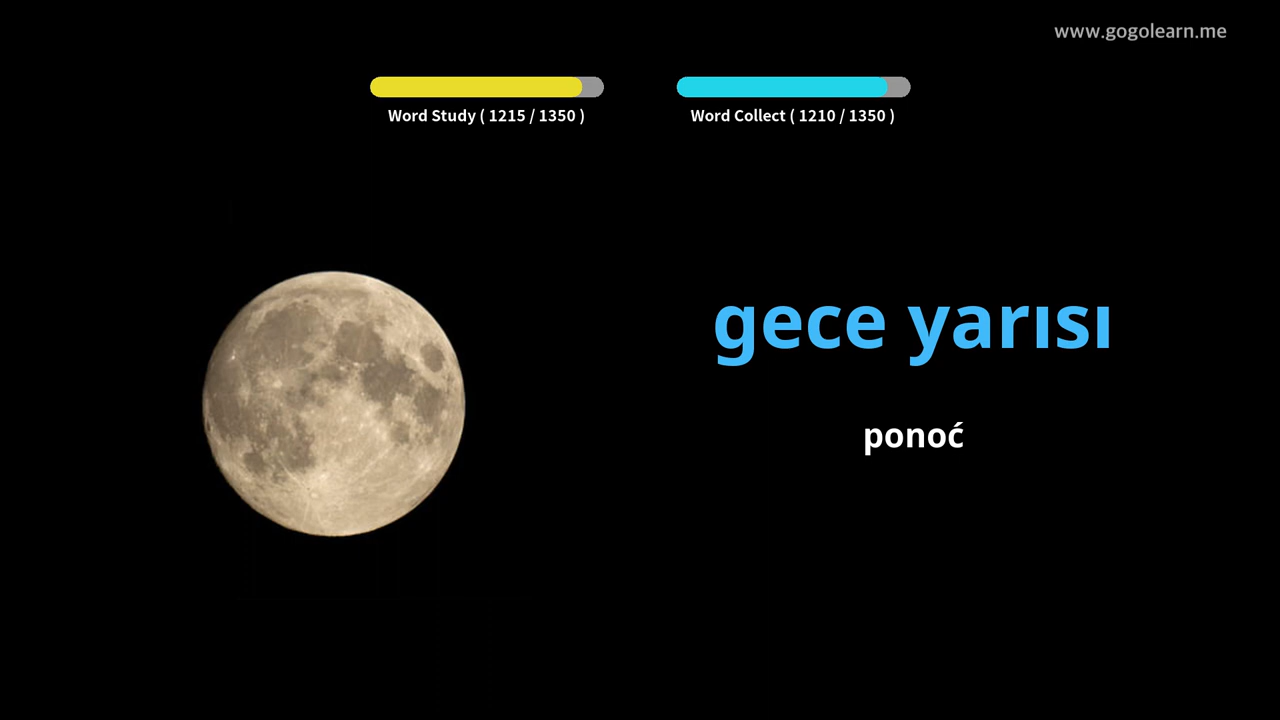 www.gogolearn.me
Word Study ( 1215 / 1350 )
Word Collect ( 1210 / 1350 )
gece yarısı
ponoć